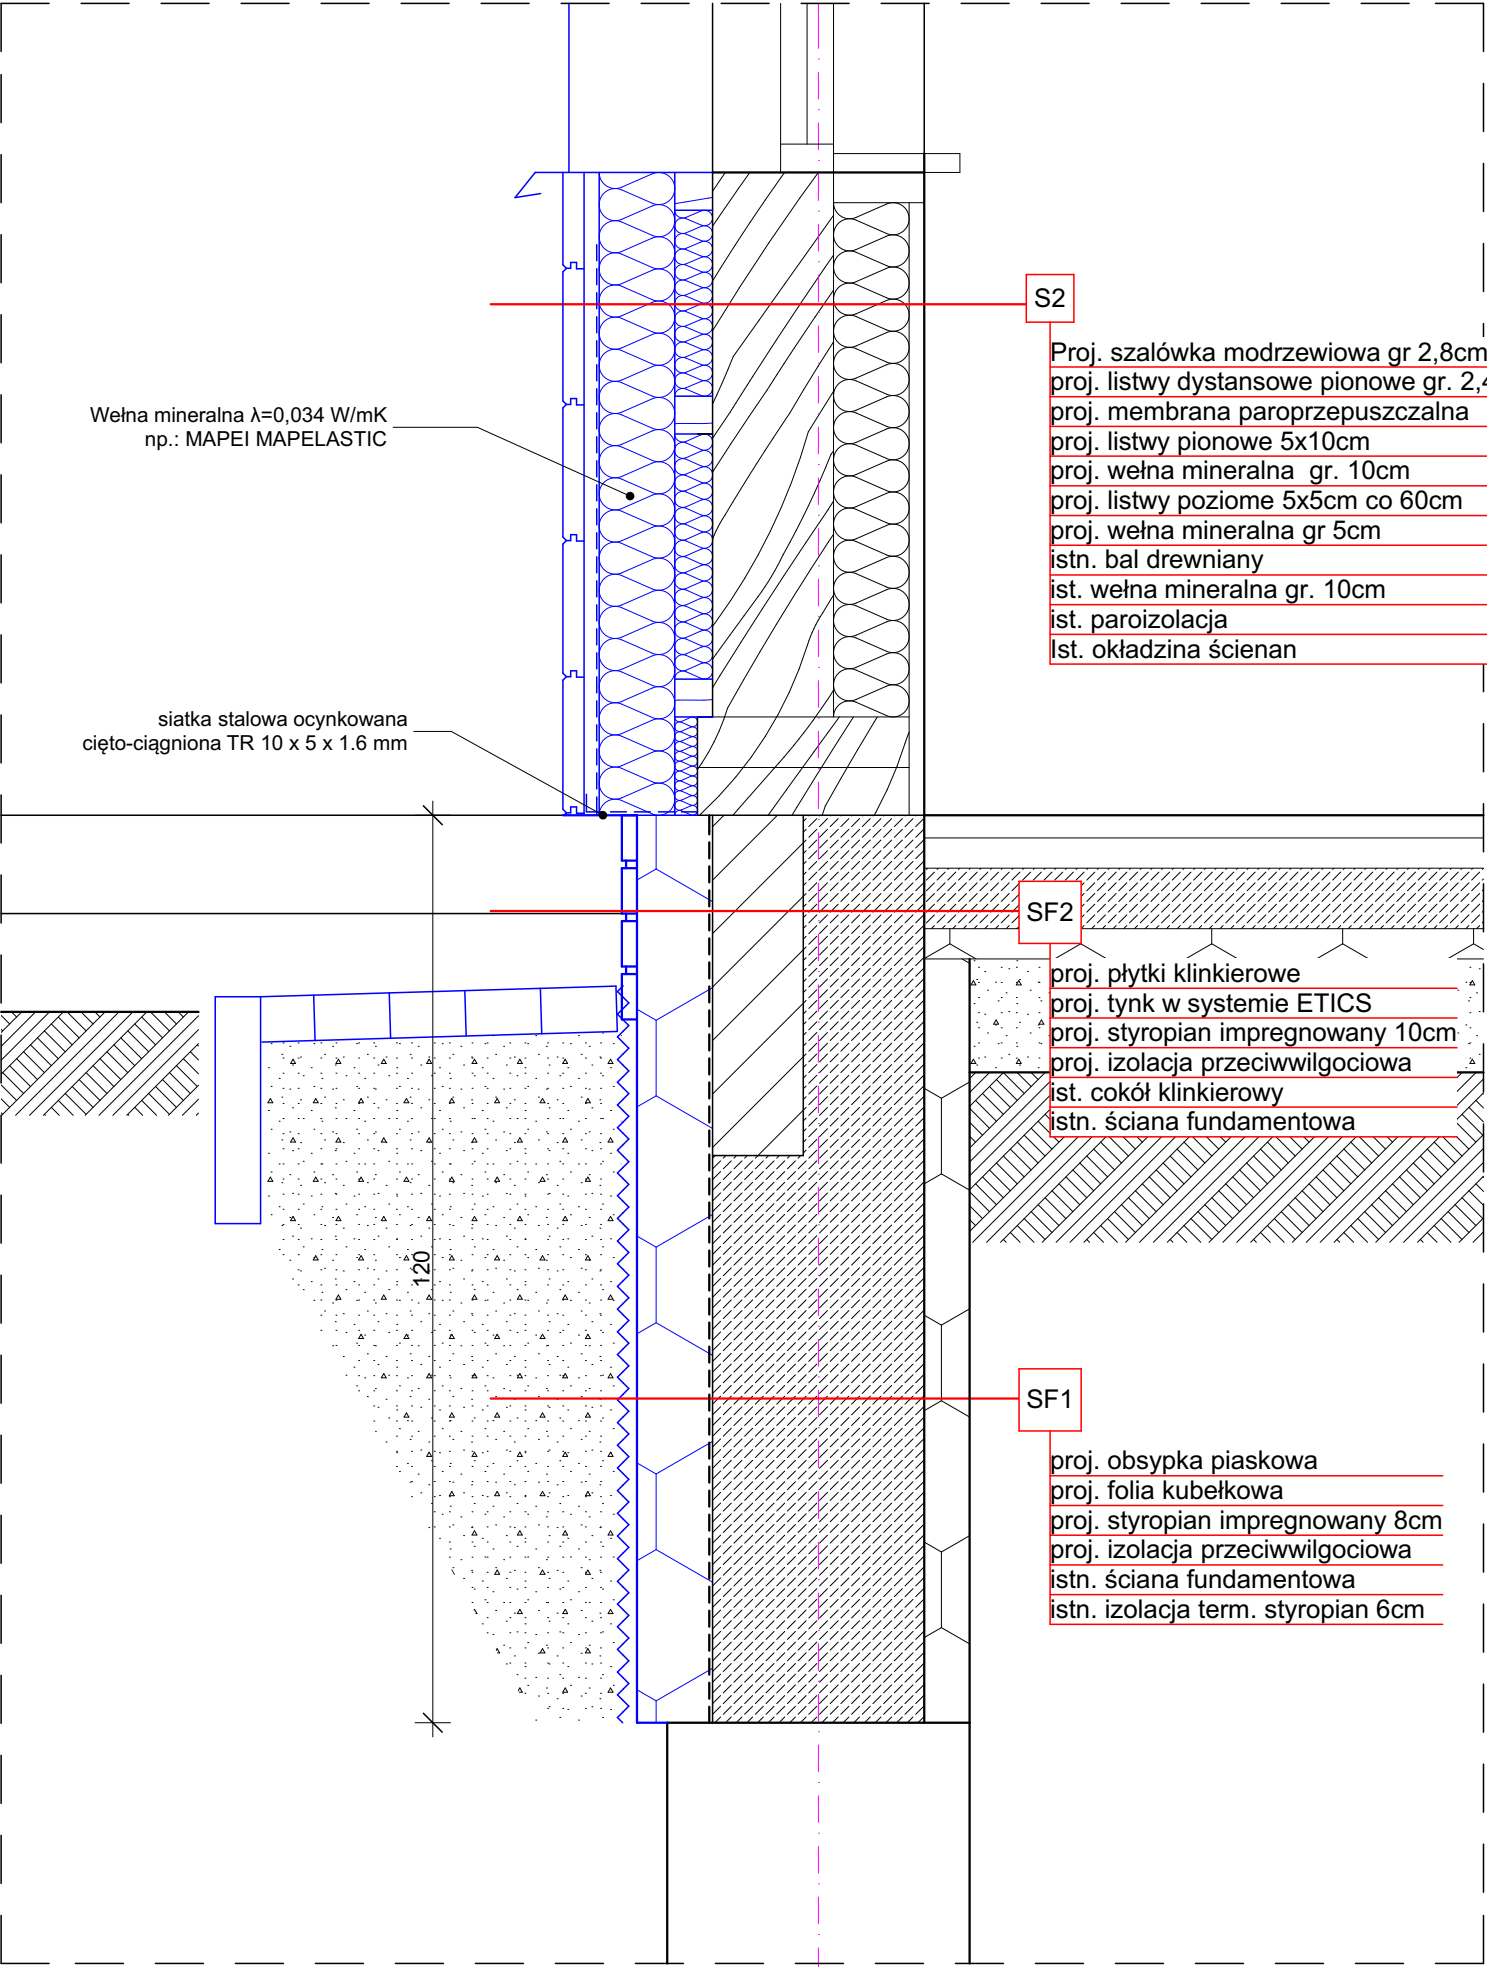 S2
Proj. szalówka modrzewiowa gr 2,8cm
proj. listwy dystansowe pionowe gr. 2,4
proj. membrana paroprzepuszczalna
proj. listwy pionowe 5x10cm
proj. wełna mineralna gr. 10cm
proj. listwy poziome 5x5cm co 60cm
proj. wełna mineralna gr 5cm
istn. bal drewniany
ist. wełna mineralna gr. 10cm
ist. paroizolacja
Ist. okładzina ścienan
Wełna mineralna λ=0,034 W/mK
np.: MAPEI MAPELASTIC
siatka stalowa ocynkowana
cięto-ciągniona TR 10 x 5 x 1.6 mm
SF2
proj. płytki klinkierowe
proj. tynk w systemie ETICS
proj. styropian impregnowany 10cm
proj. izolacja przeciwwilgociowa
ist. cokół klinkierowy
istn. ściana fundamentowa
120
SF1
proj. obsypka piaskowa
proj. folia kubełkowa
proj. styropian impregnowany 8cm
proj. izolacja przeciwwilgociowa
istn. ściana fundamentowa
istn. izolacja term. styropian 6cm